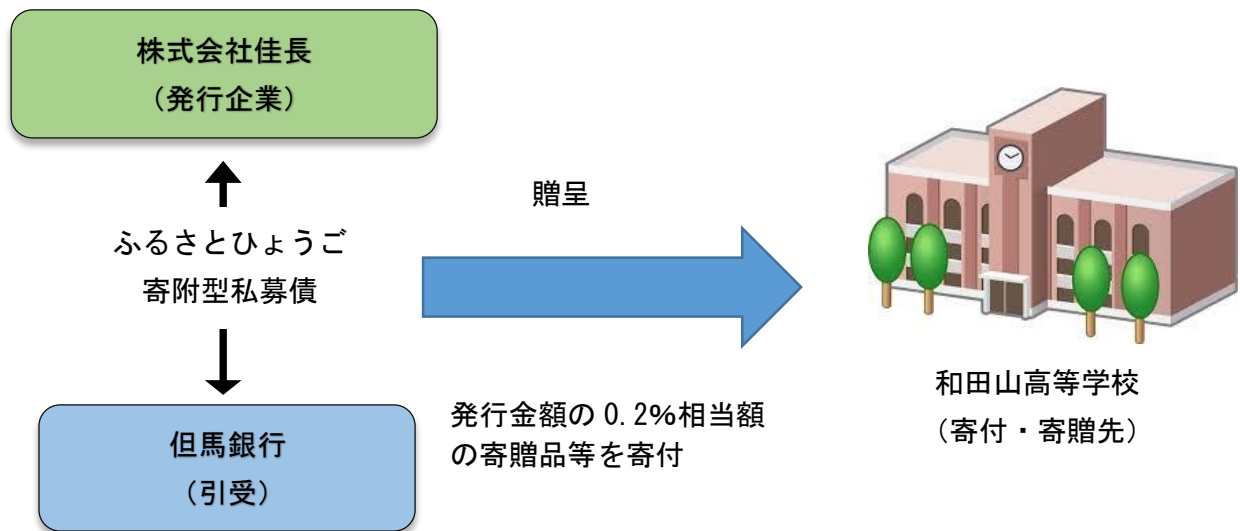 株式会社佳長
（発行企業）
ふるさとひょうご
寄附型私募債
但馬銀行
（引受）
贈呈
発行金額の 0.2%相当額
の寄贈品等を寄付
和田山高等学校
（寄付・寄贈先）